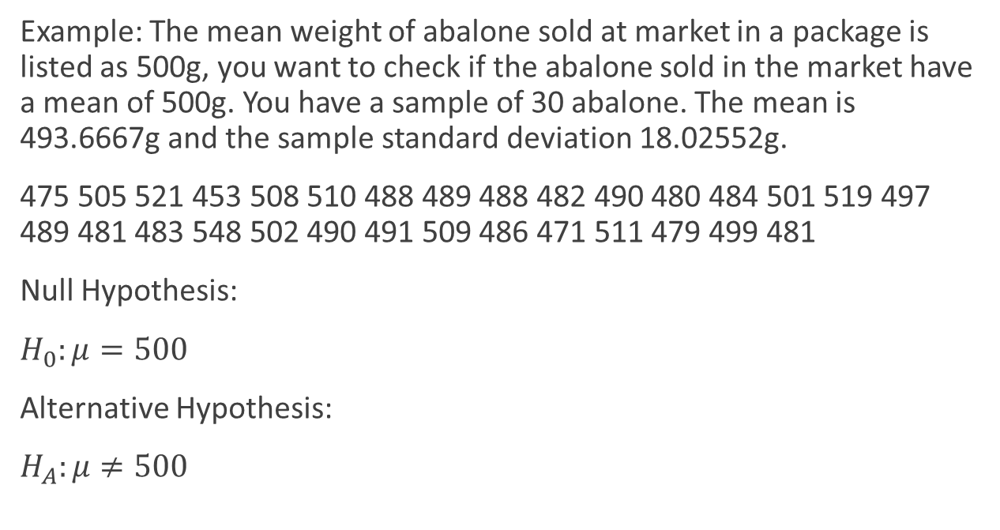 Example: The mean weight of abalone sold at market in a package is
listed as 500g, you want to check if the abalone sold in the market have
a mean of 500g. You have a sample of 30 abalone. The mean is
493.6667g and the sample standard deviation 18.02552g.
475 505 521 453 508 510 488 489 488 482 490 480 484 501 519 497
489 481 483 548 502 490 491 509 486 471 511 479 499 481
Null Hypothesis:
H₀: μ = 500
Alternative Hypothesis:
H_A: μ ≠ 500